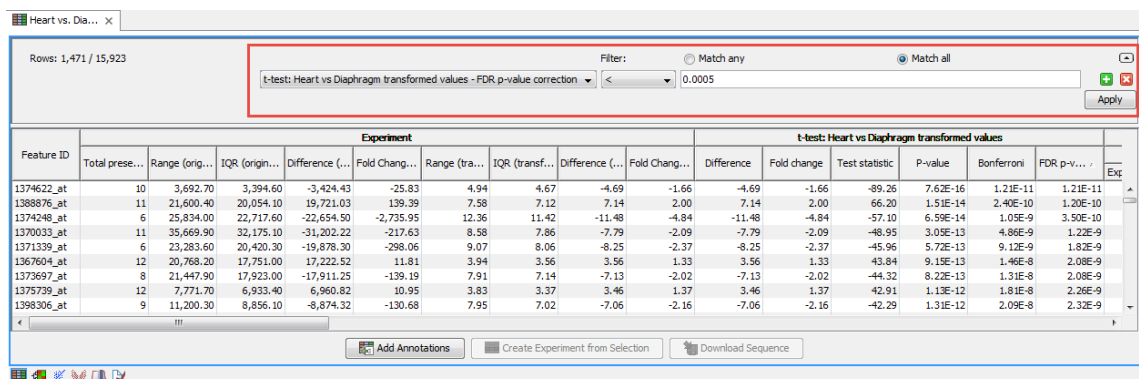 Heart vs. Dia...
Rows: 1,471 / 15,923 Filter: Match any Match all
t-test: Heart vs Diaphragm transformed values - FDR p-value correction < 0.0005
Apply
Experiment t-test: Heart vs Diaphragm transformed values
Feature ID Total prese... Range (orig... IQR (origin... Difference (... Fold Chang... Range (tra... IQR (transf... Difference (... Fold Chang... Difference Fold change Test statistic P-value Bonferroni FDR p-v... Exp
1374622_at 10 3,692.70 3,394.60 -3,424.43 -25.83 4.94 4.67 -4.69 -1.66 -4.69 -1.66 -89.26 7.62E-16 1.21E-11 1.21E-11
1388876_at 11 21,600.40 20,054.10 19,721.03 139.39 7.58 7.12 7.14 2.00 7.14 2.00 66.20 1.51E-14 2.40E-10 1.20E-10
1374248_at 6 25,834.00 22,717.60 -22,654.50 -2,735.95 12.36 11.42 -11.48 -4.84 -11.48 -4.84 -57.10 6.59E-14 1.05E-9 3.50E-10
1370033_at 11 35,669.90 32,175.10 -31,202.22 -217.63 8.58 7.86 -7.79 -2.09 -7.79 -2.09 -48.95 3.05E-13 4.86E-9 1.22E-9
1371339_at 6 23,283.60 20,420.30 -19,878.30 -298.06 9.07 8.06 -8.25 -2.37 -8.25 -2.37 -45.96 5.72E-13 9.12E-9 1.82E-9
1367604_at 12 20,768.20 17,751.00 17,222.52 11.81 3.94 3.56 3.56 1.33 3.56 1.33 43.84 9.15E-13 1.46E-8 2.08E-9
1373697_at 8 21,447.90 17,923.00 -17,911.25 -139.19 7.91 7.14 -7.13 -2.02 -7.13 -2.02 -44.32 8.22E-13 1.31E-8 2.08E-9
1375739_at 12 7,771.70 6,933.40 6,960.82 10.95 3.83 3.37 3.46 1.37 3.46 1.37 42.91 1.13E-12 1.81E-8 2.26E-9
1398306_at 9 11,200.30 8,856.10 -8,874.32 -130.68 7.95 7.02 -7.06 -2.16 -7.06 -2.16 -42.29 1.31E-12 2.09E-8 2.32E-9
Add Annotations Create Experiment from Selection Download Sequence